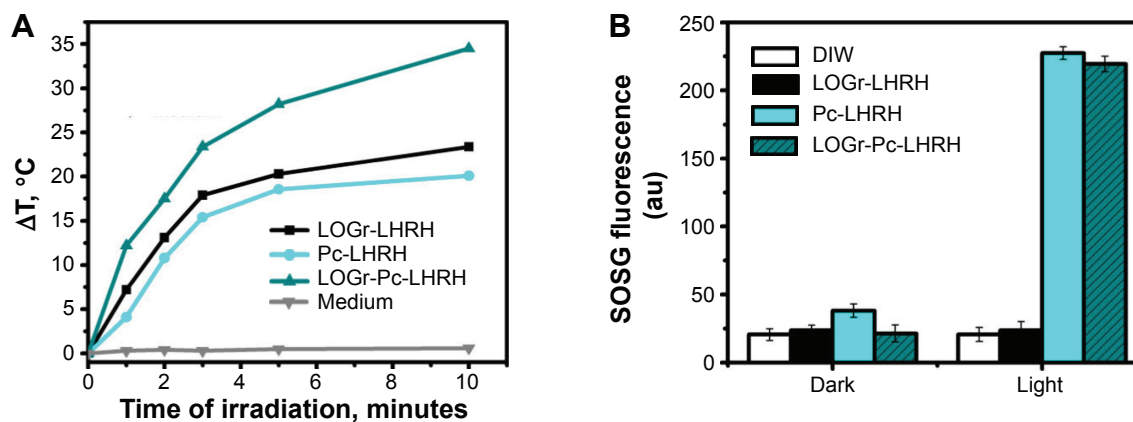 A
ΔT, °C
35
30
25
20
15
10
5
0
LOGr-LHRH
Pc-LHRH
LOGr-Pc-LHRH
Medium
0 2 4 6 8 10
Time of irradiation, minutes
B
SOSG fluorescence
(au)
250
200
150
100
50
0
DIW
LOGr-LHRH
Pc-LHRH
LOGr-Pc-LHRH
Dark Light